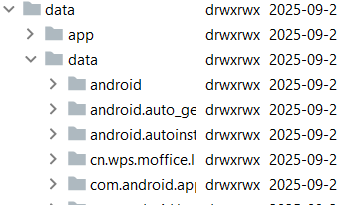 data drwxrwx 2025-09-2
app drwxrwx 2025-09-2
data drwxrwx 2025-09-2
android drwxrwx 2025-09-2
android.auto_ge drwxrwx 2025-09-2
android.autoinst drwxrwx 2025-09-2
cn.wps.moffice.l drwxrwx 2025-09-2
com.android.app drwxrwx 2025-09-2